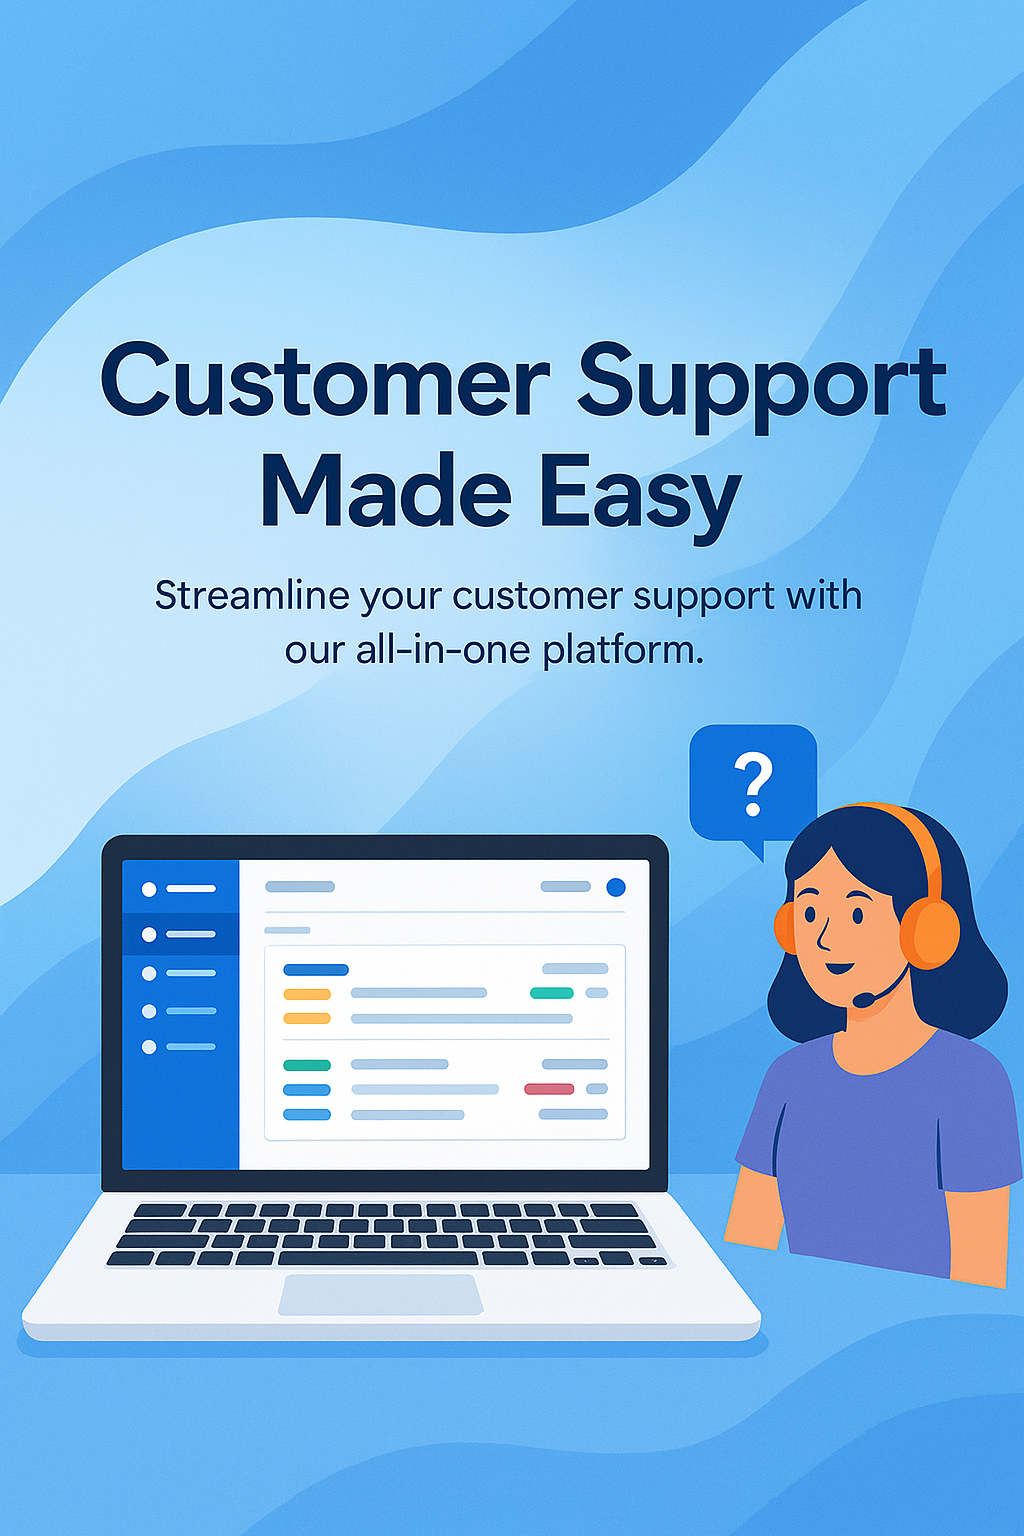 Customer Support
Made Easy
Streamline your customer support with
our all-in-one platform.
?